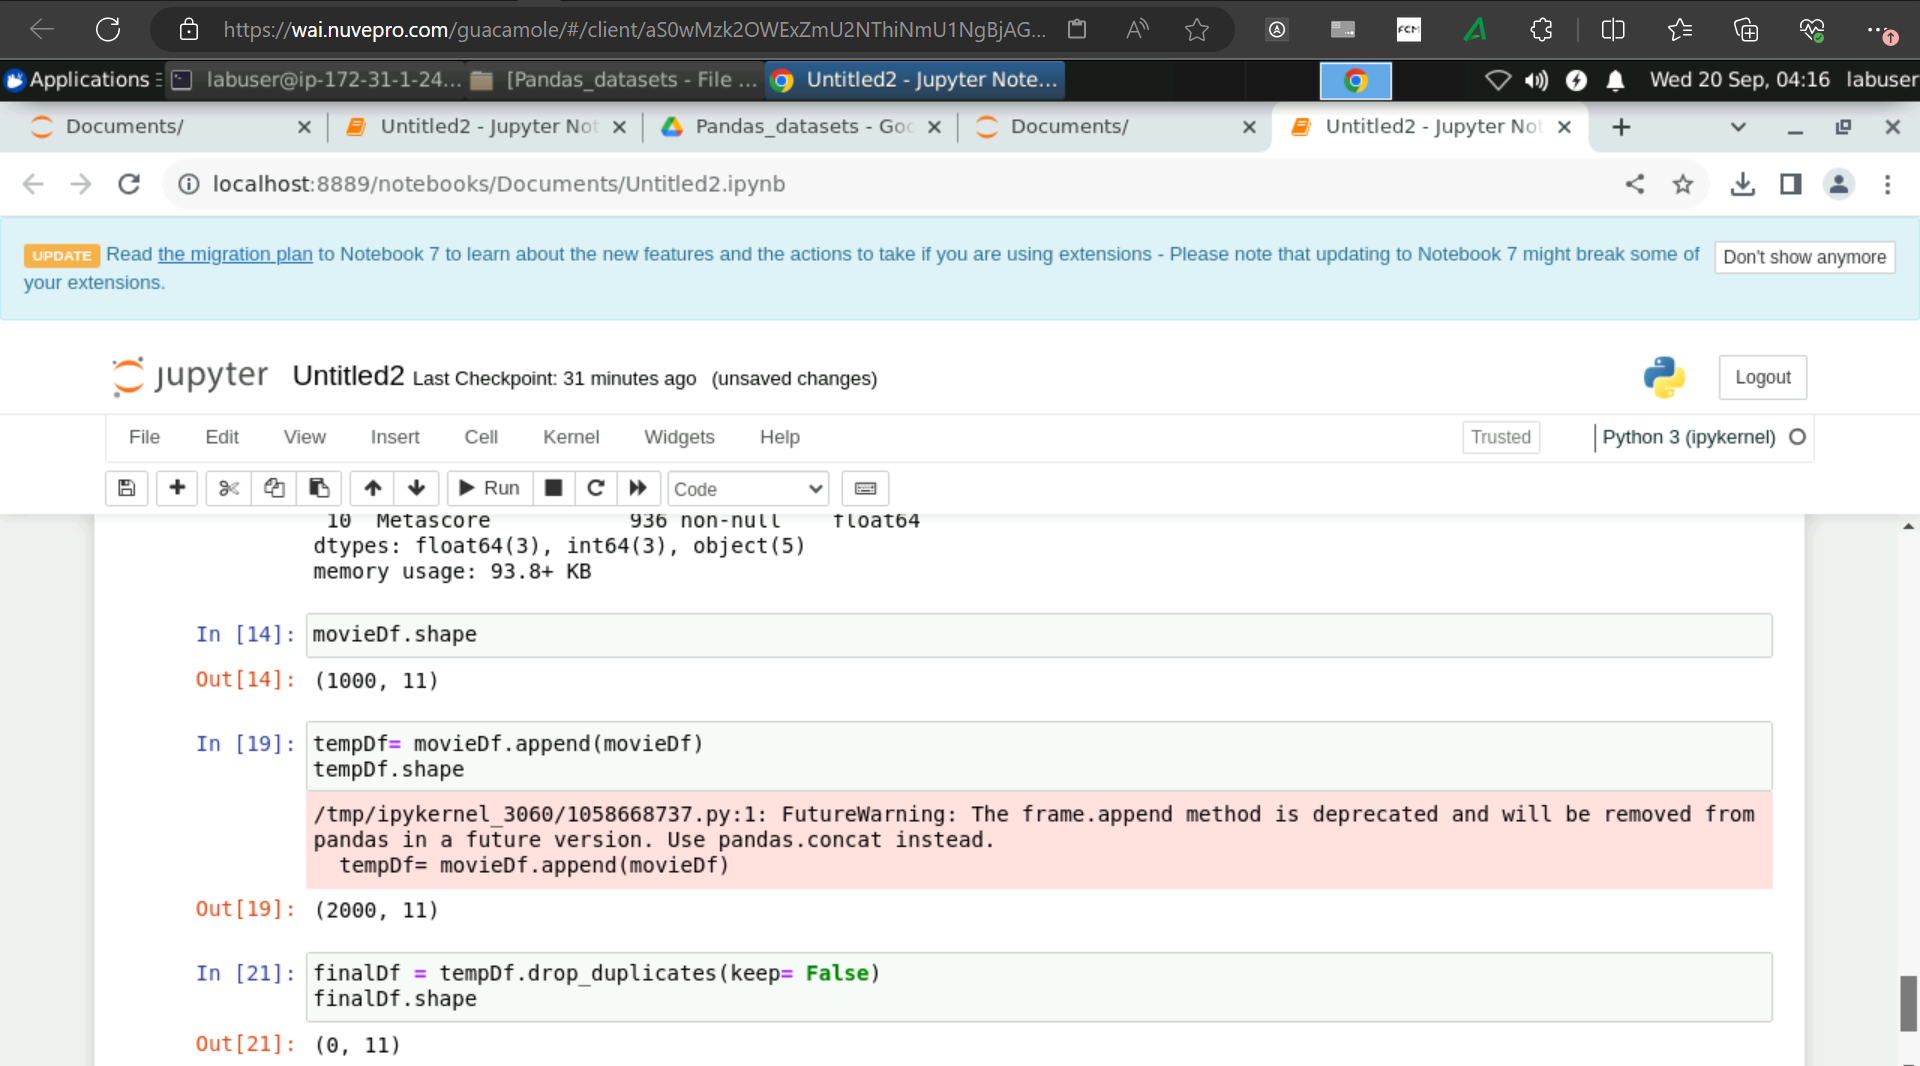 https://wai.nuvepro.com/guacamole/#/client/aS0wMzk2OWExZmU2NThiNmU1NgBjAG...
Applications
labuser@ip-172-31-1-24...
[Pandas_datasets - File ...
Untitled2 - Jupyter Note...
Wed 20 Sep, 04:16
labuser
Documents/
Untitled2 - Jupyter Not
Pandas_datasets - Goo
Documents/
Untitled2 - Jupyter Not
localhost:8889/notebooks/Documents/Untitled2.ipynb
UPDATE Read the migration plan to Notebook 7 to learn about the new features and the actions to take if you are using extensions - Please note that updating to Notebook 7 might break some of
your extensions.
Don't show anymore
jupyter Untitled2 Last Checkpoint: 31 minutes ago (unsaved changes)
Logout
File Edit View Insert Cell Kernel Widgets Help
Trusted
Python 3 (ipykernel)
Run
Code
10 Metascore 936 non-null float64
dtypes: float64(3), int64(3), object(5)
memory usage: 93.8+ KB
In [14]: movieDf.shape
Out[14]: (1000, 11)
In [19]: tempDf= movieDf.append(movieDf)
tempDf.shape
/tmp/ipykernel_3060/1058668737.py:1: FutureWarning: The frame.append method is deprecated and will be removed from
pandas in a future version. Use pandas.concat instead.
tempDf= movieDf.append(movieDf)
Out[19]: (2000, 11)
In [21]: finalDf = tempDf.drop_duplicates(keep= False)
finalDf.shape
Out[21]: (0, 11)